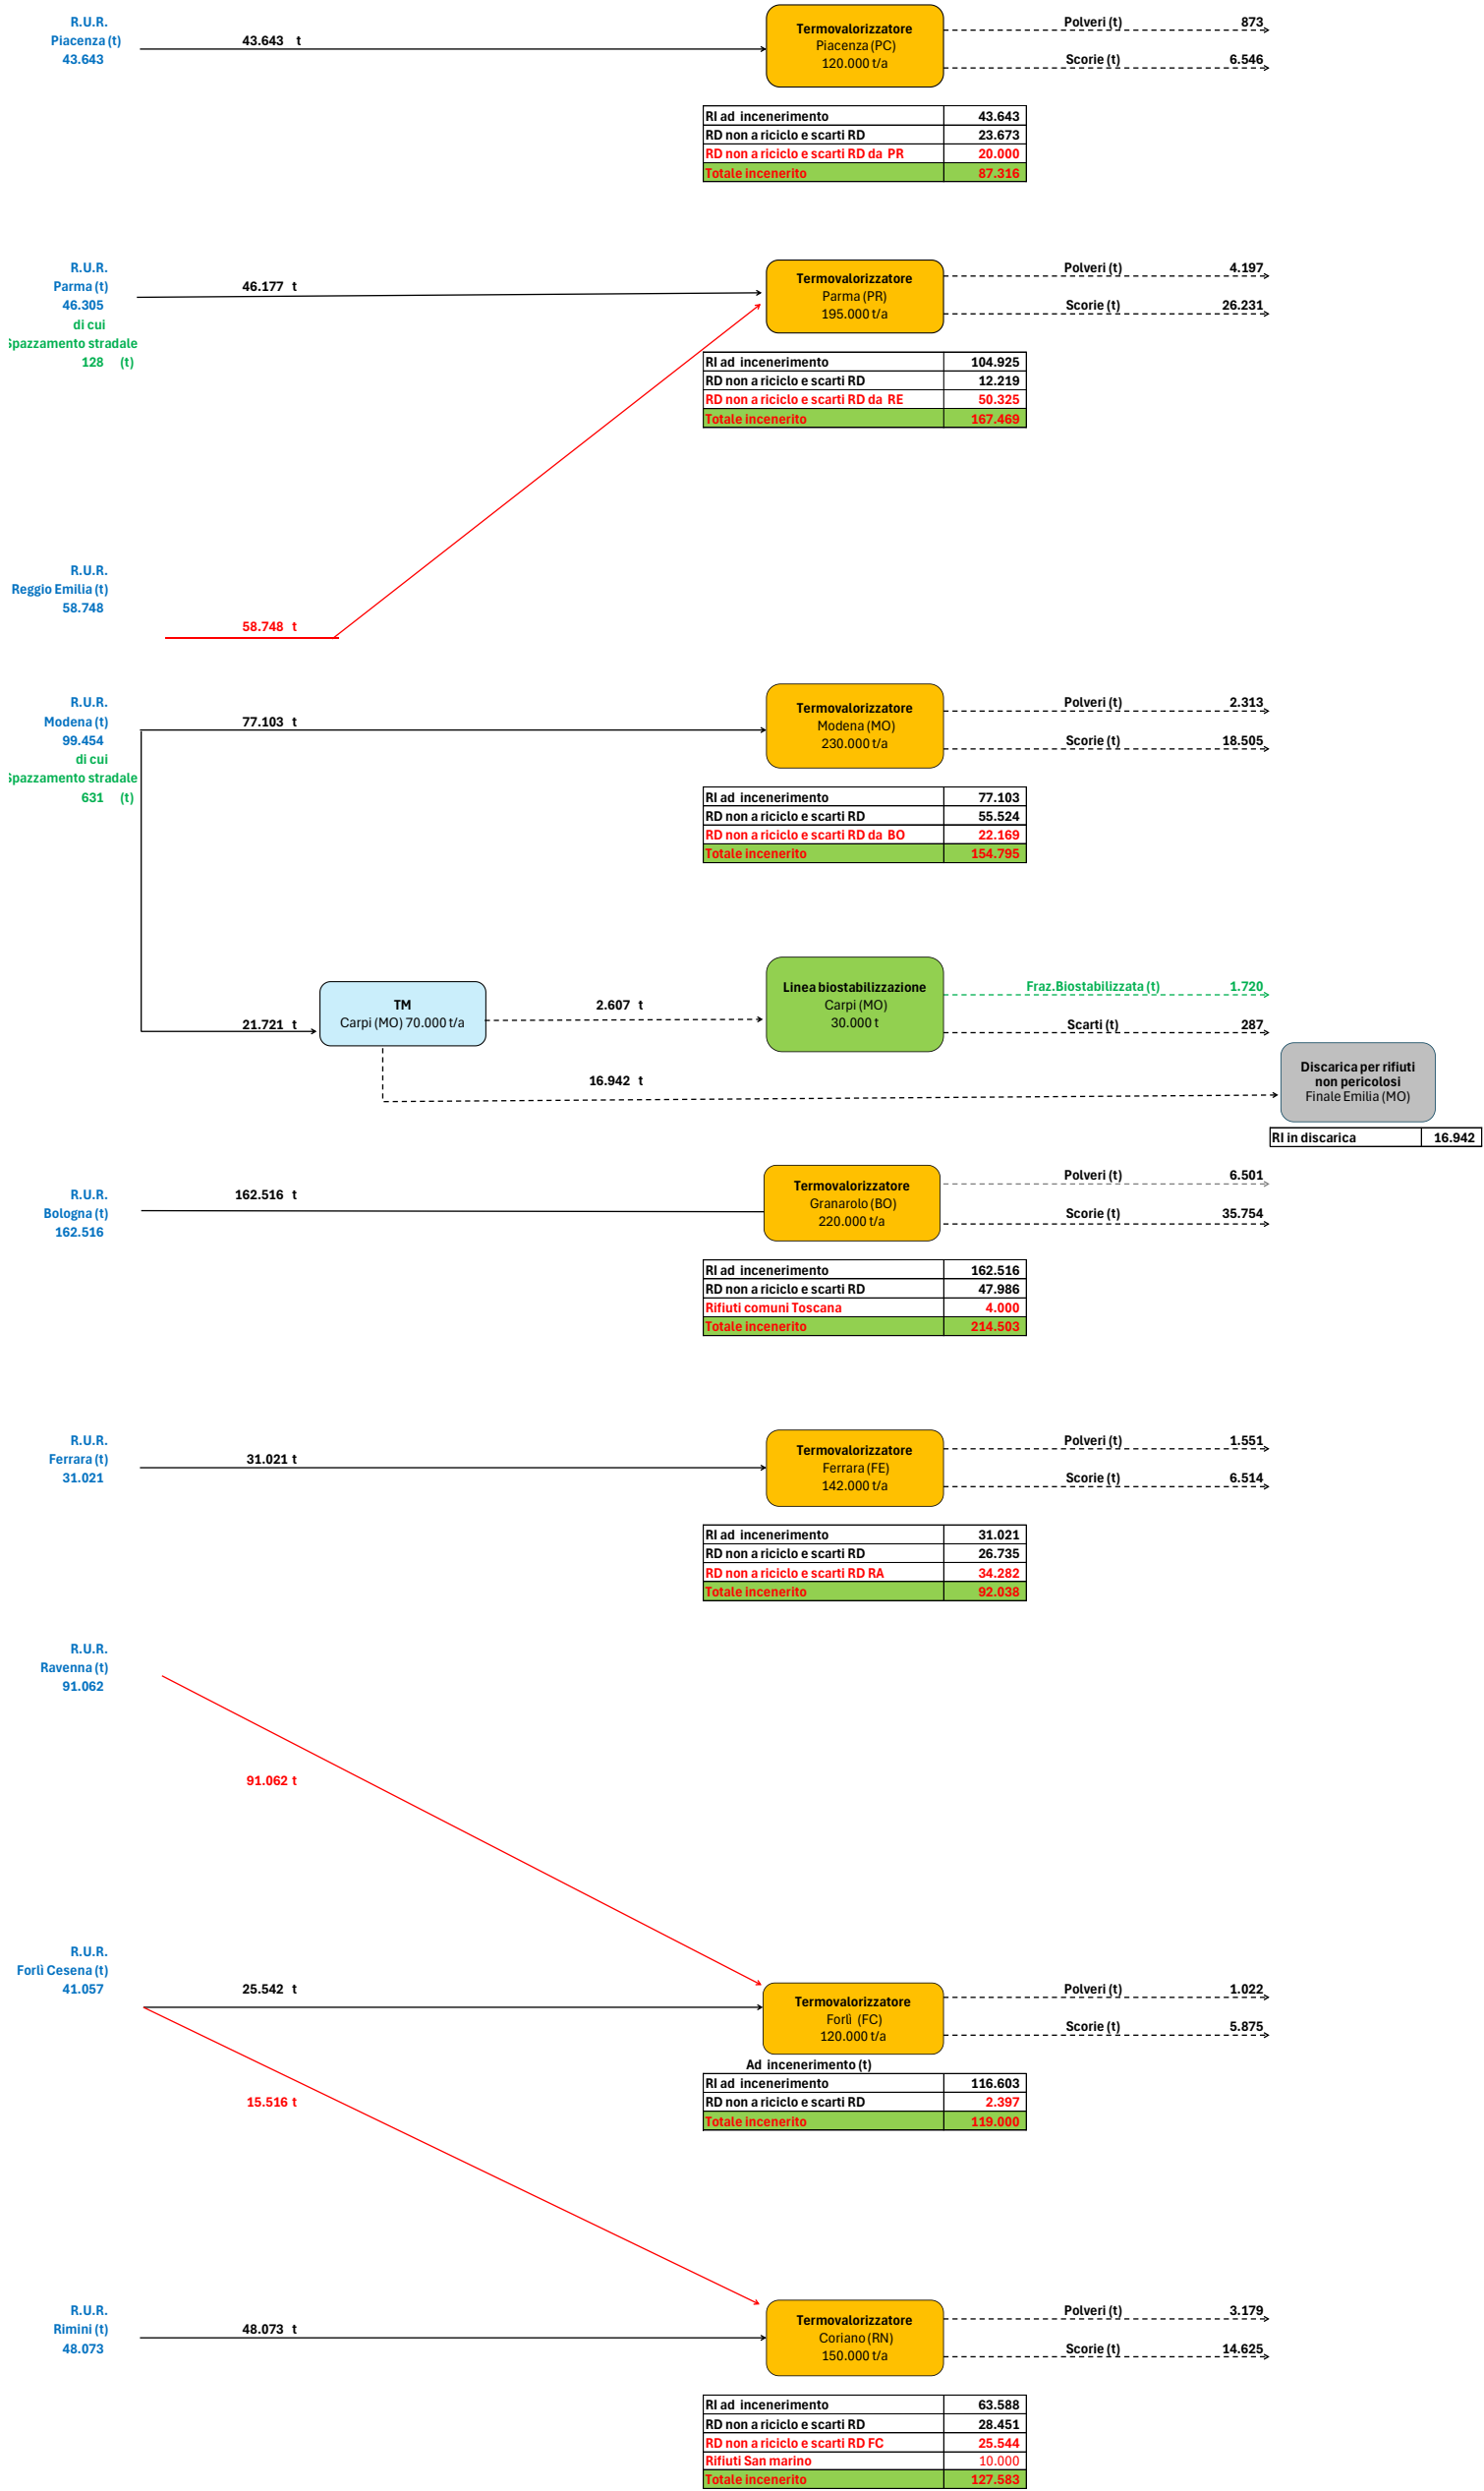 R.U.R.
Piacenza (t)
43.643
43.643 t
Termovalorizzatore
Piacenza (PC)
120.000 t/a
Polveri (t) 873
Scorie (t) 6.546
RI ad incenerimento 43.643
RD non a riciclo e scarti RD 23.673
RD non a riciclo e scarti RD da PR 20.000
Totale incenerito 87.316
R.U.R.
Parma (t)
46.305
di cui
Spazzamento stradale
128 (t)
46.177 t
Termovalorizzatore
Parma (PR)
195.000 t/a
Polveri (t) 4.197
Scorie (t) 26.231
RI ad incenerimento 104.925
RD non a riciclo e scarti RD 12.219
RD non a riciclo e scarti RD da RE 50.325
Totale incenerito 167.469
R.U.R.
Reggio Emilia (t)
58.748
58.748 t
R.U.R.
Modena (t)
99.454
di cui
Spazzamento stradale
631 (t)
77.103 t
Termovalorizzatore
Modena (MO)
230.000 t/a
Polveri (t) 2.313
Scorie (t) 18.505
RI ad incenerimento 77.103
RD non a riciclo e scarti RD 55.524
RD non a riciclo e scarti RD da BO 22.169
Totale incenerito 154.795
21.721 t
TM
Carpi (MO) 70.000 t/a
2.607 t
Linea biostabilizzazione
Carpi (MO)
30.000 t
Fraz.Biostabilizzata (t) 1.720
Scarti (t) 287
16.942 t
Discarica per rifiuti
non pericolosi
Finale Emilia (MO)
RI in discarica 16.942
R.U.R.
Bologna (t)
162.516
162.516 t
Termovalorizzatore
Granarolo (BO)
220.000 t/a
Polveri (t) 6.501
Scorie (t) 35.754
RI ad incenerimento 162.516
RD non a riciclo e scarti RD 47.986
Rifiuti comuni Toscana 4.000
Totale incenerito 214.503
R.U.R.
Ferrara (t)
31.021
31.021 t
Termovalorizzatore
Ferrara (FE)
142.000 t/a
Polveri (t) 1.551
Scorie (t) 6.514
RI ad incenerimento 31.021
RD non a riciclo e scarti RD 26.735
RD non a riciclo e scarti RD RA 34.282
Totale incenerito 92.038
R.U.R.
Ravenna (t)
91.062
91.062 t
R.U.R.
Forlì Cesena (t)
41.057
25.542 t
Termovalorizzatore
Forlì (FC)
120.000 t/a
Polveri (t) 1.022
Scorie (t) 5.875
Ad incenerimento (t)
RI ad incenerimento 116.603
RD non a riciclo e scarti RD 2.397
Totale incenerito 119.000
15.516 t
R.U.R.
Rimini (t)
48.073
48.073 t
Termovalorizzatore
Coriano (RN)
150.000 t/a
Polveri (t) 3.179
Scorie (t) 14.625
RI ad incenerimento 63.588
RD non a riciclo e scarti RD 28.451
RD non a riciclo e scarti RD FC 25.544
Rifiuti San marino 10.000
Totale incenerito 127.583